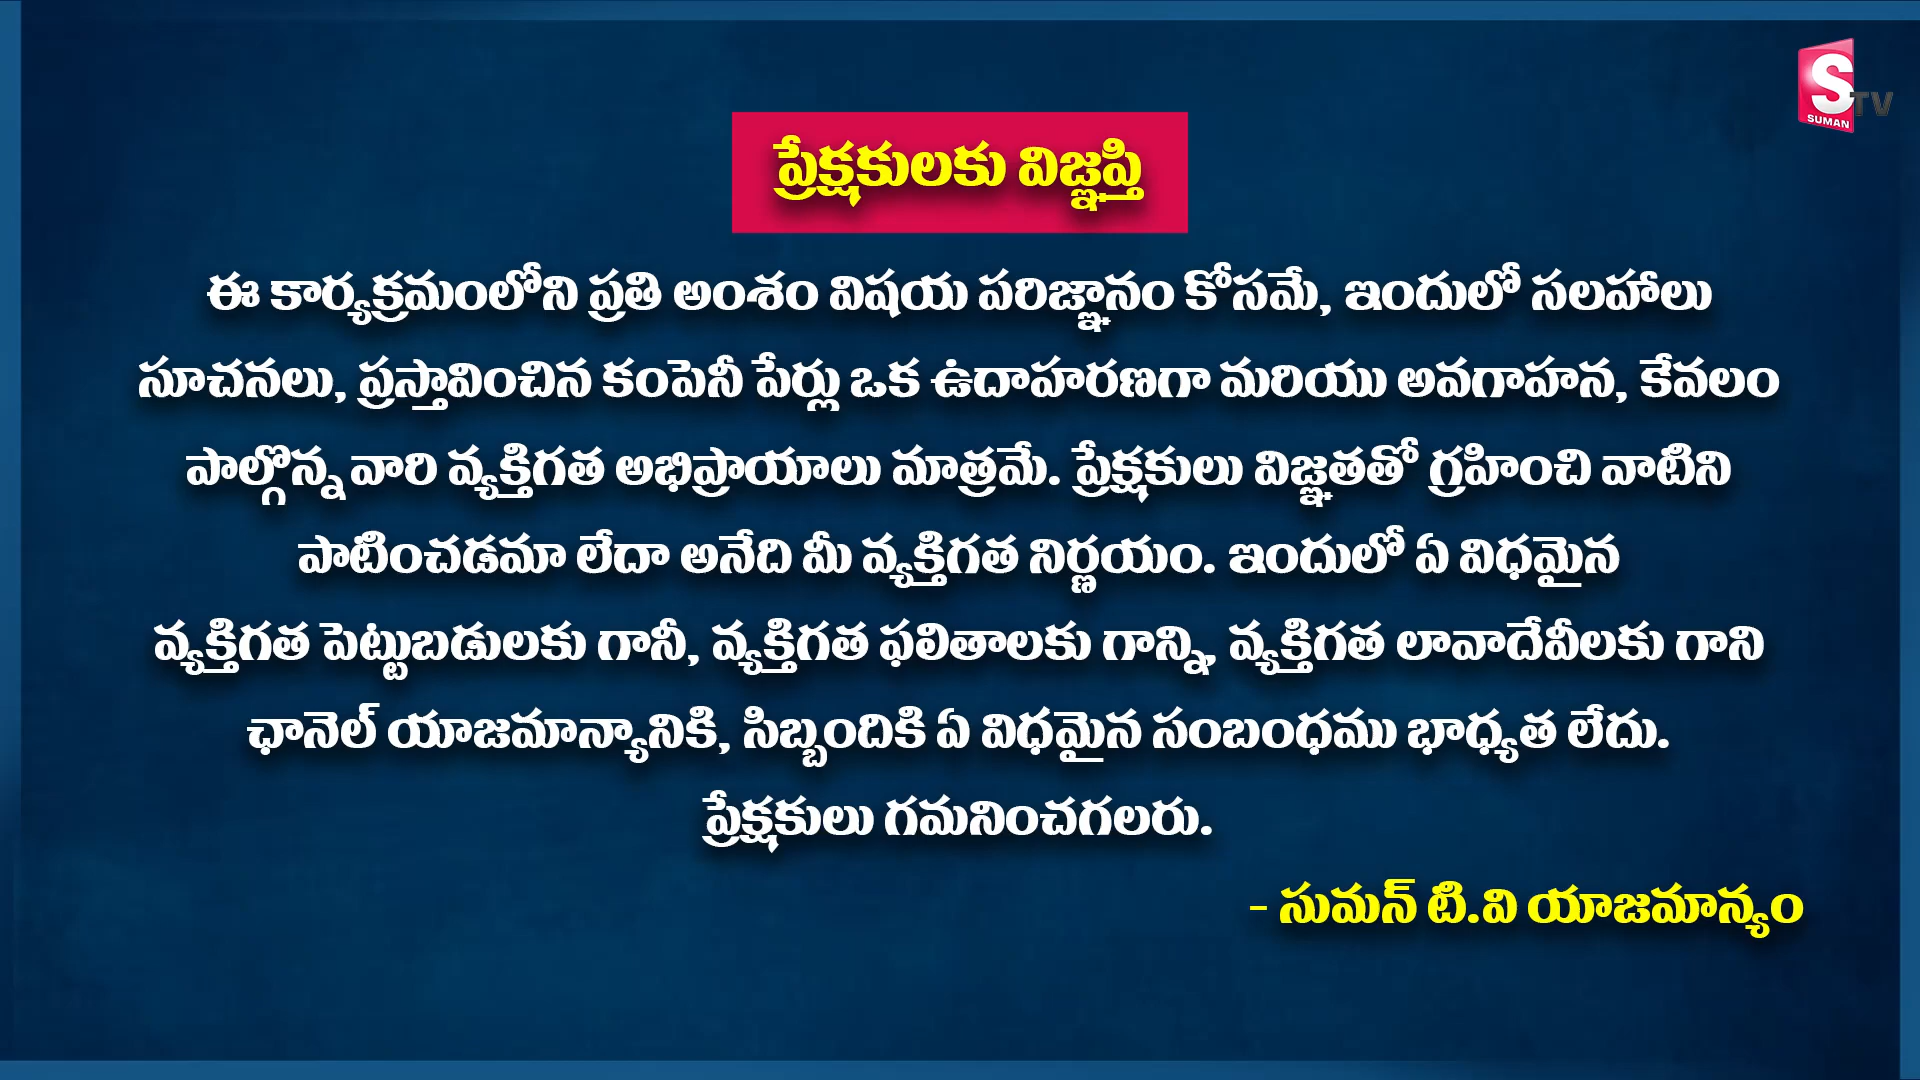 S
SUMAN
TV
ప్రేక్షకులకు విజ్ఞప్తి
ఈ కార్యక్రమంలోని ప్రతి అంశం విషయ పరిజ్ఞానం కోసమే, ఇందులో సలహాలు
సూచనలు, ప్రస్తావించిన కంపెనీ పేర్లు ఒక ఉదాహరణగా మరియు అవగాహన, కేవలం
పాల్గొన్న వారి వ్యక్తిగత అభిప్రాయాలు మాత్రమే. ప్రేక్షకులు విజ్ఞతతో గ్రహించి వాటిని
పాటించడమా లేదా అనేది మీ వ్యక్తిగత నిర్ణయం. ఇందులో ఏ విధమైన
వ్యక్తిగత పెట్టుబడులకు గానీ, వ్యక్తిగత ఫలితాలకు గాన్ని, వ్యక్తిగత లావాదేవీలకు గాని
ఛానెల్ యాజమాన్యానికి, సిబ్బందికి ఏ విధమైన సంబంధము భాధ్యత లేదు.
ప్రేక్షకులు గమనించగలరు.
- సుమన్ టి.వి యాజమాన్యం